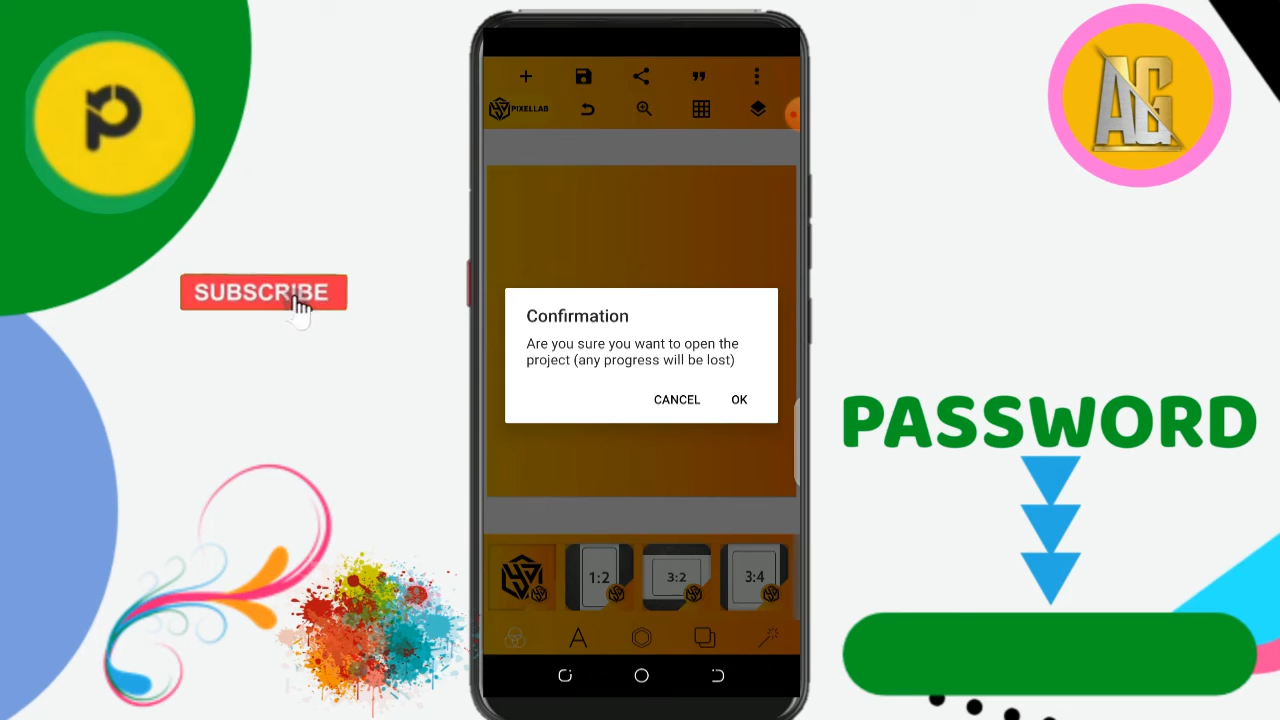 AG
PIXELLAB
SUBSCRIBE
Confirmation
Are you sure you want to open the
project (any progress will be lost)
CANCEL OK
PASSWORD
1:2
3:2
3:4
A